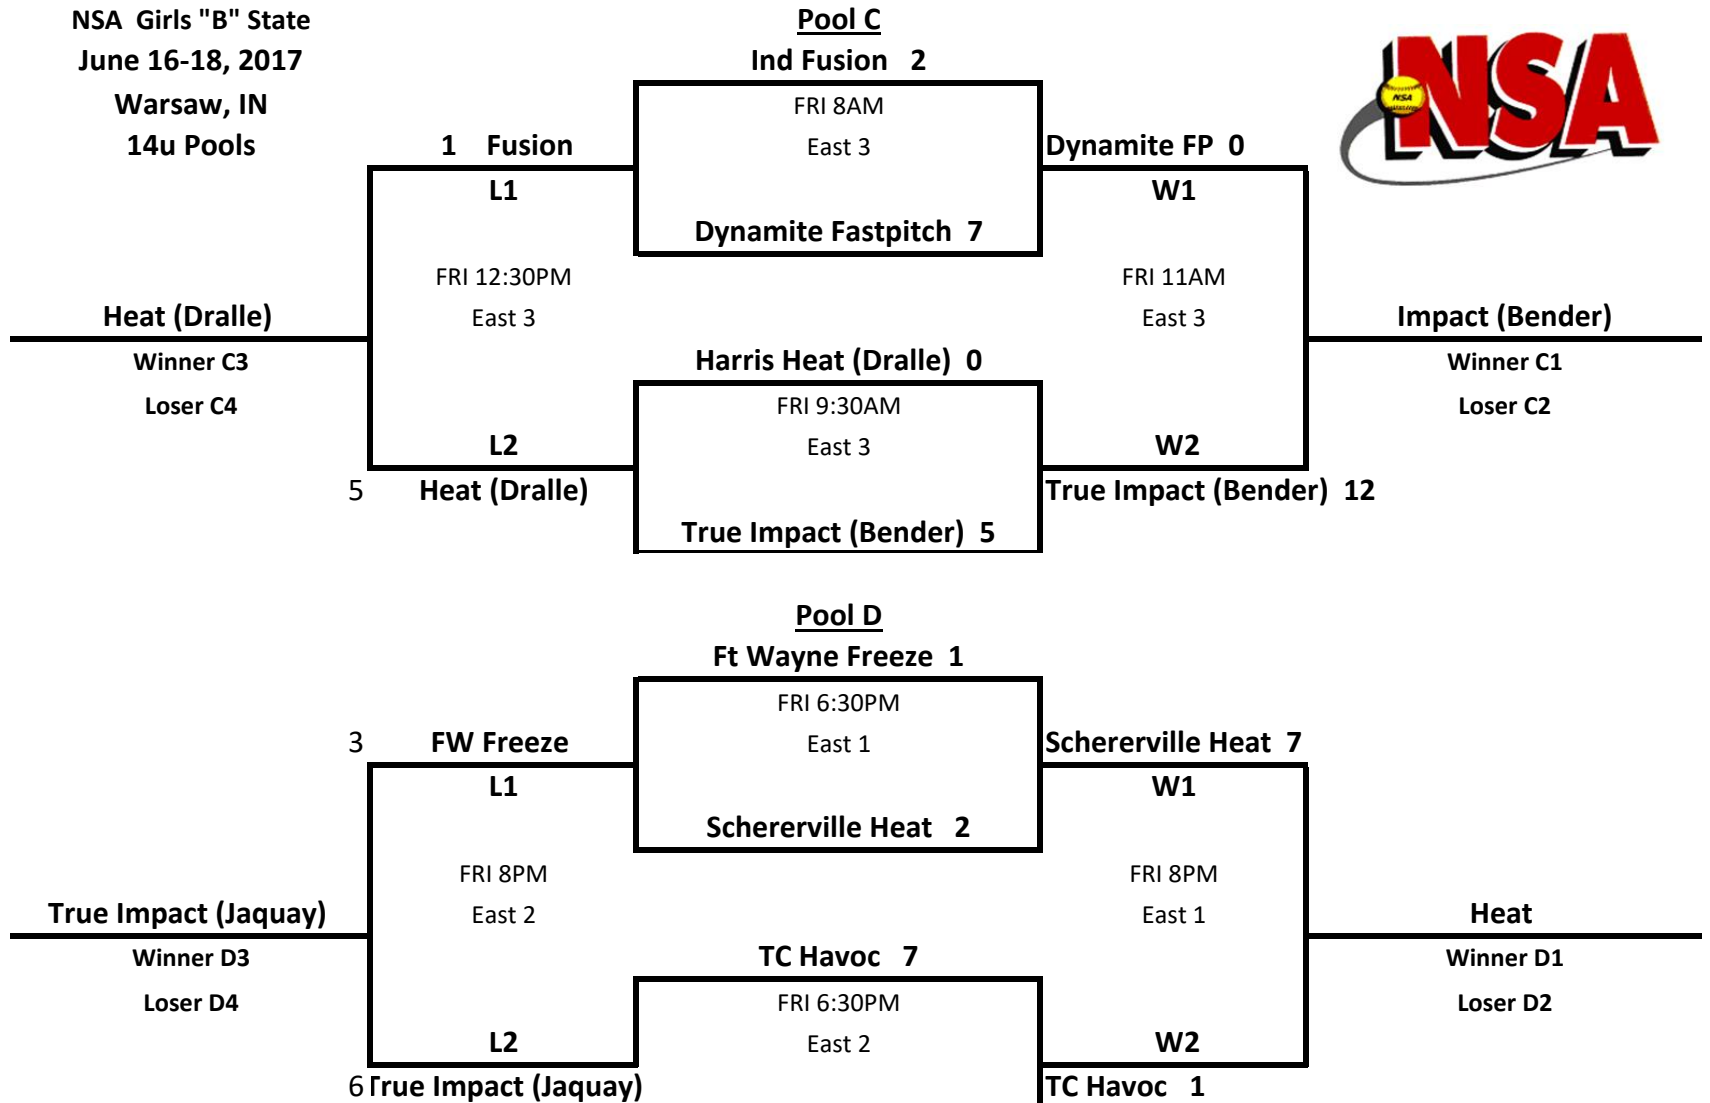 NSA Girls "B" State
June 16-18, 2017
Warsaw, IN
14u Pools
Pool C
Ind Fusion 2
FRI 8AM
East 3
NSA
NSA
1 Fusion
L1
Dynamite FP 0
W1
Dynamite Fastpitch 7
FRI 12:30PM
East 3
FRI 11AM
East 3
Heat (Dralle)
Winner C3
Loser C4
Harris Heat (Dralle) 0
FRI 9:30AM
East 3
Impact (Bender)
Winner C1
Loser C2
L2
5 Heat (Dralle)
W2
True Impact (Bender) 12
True Impact (Bender) 5
Pool D
Ft Wayne Freeze 1
FRI 6:30PM
East 1
3 FW Freeze
L1
Schererville Heat 7
W1
Schererville Heat 2
FRI 8PM
East 2
FRI 8PM
East 1
True Impact (Jaquay)
Winner D3
Loser D4
TC Havoc 7
FRI 6:30PM
East 2
Heat
Winner D1
Loser D2
L2
6 True Impact (Jaquay)
W2
TC Havoc 1